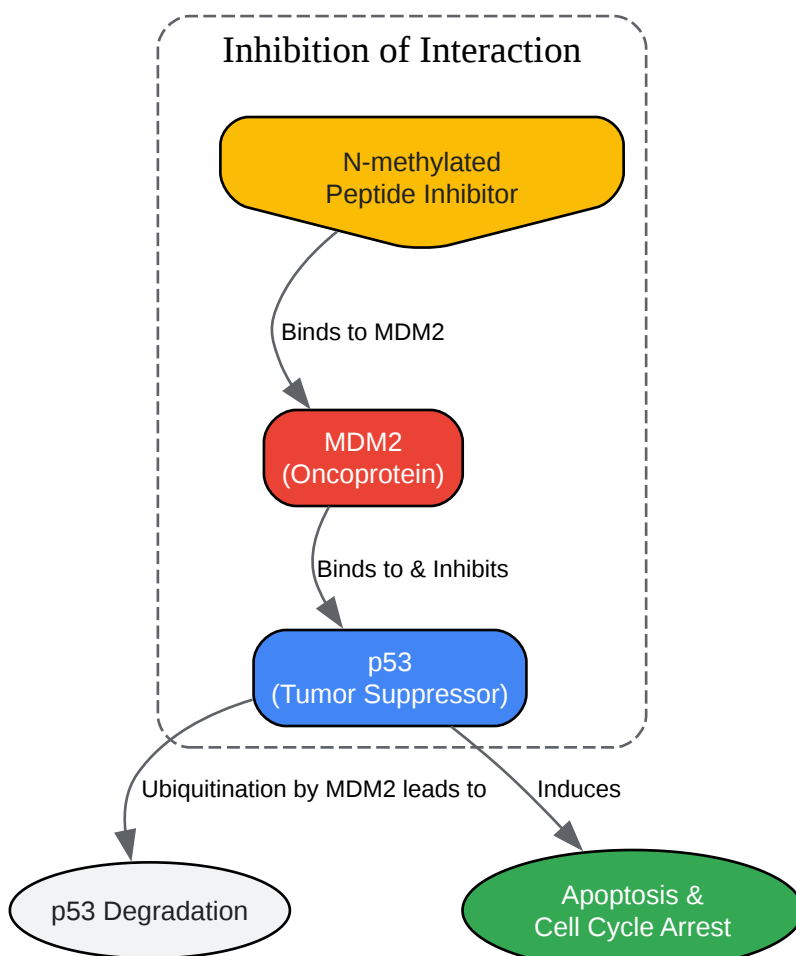 Inhibition of Interaction
N-methylated
Peptide Inhibitor
Binds to MDM2
MDM2
(Oncoprotein)
Binds to & Inhibits
p53
(Tumor Suppressor)
Ubiquitination by MDM2 leads to
Induces
p53 Degradation
Apoptosis &
Cell Cycle Arrest